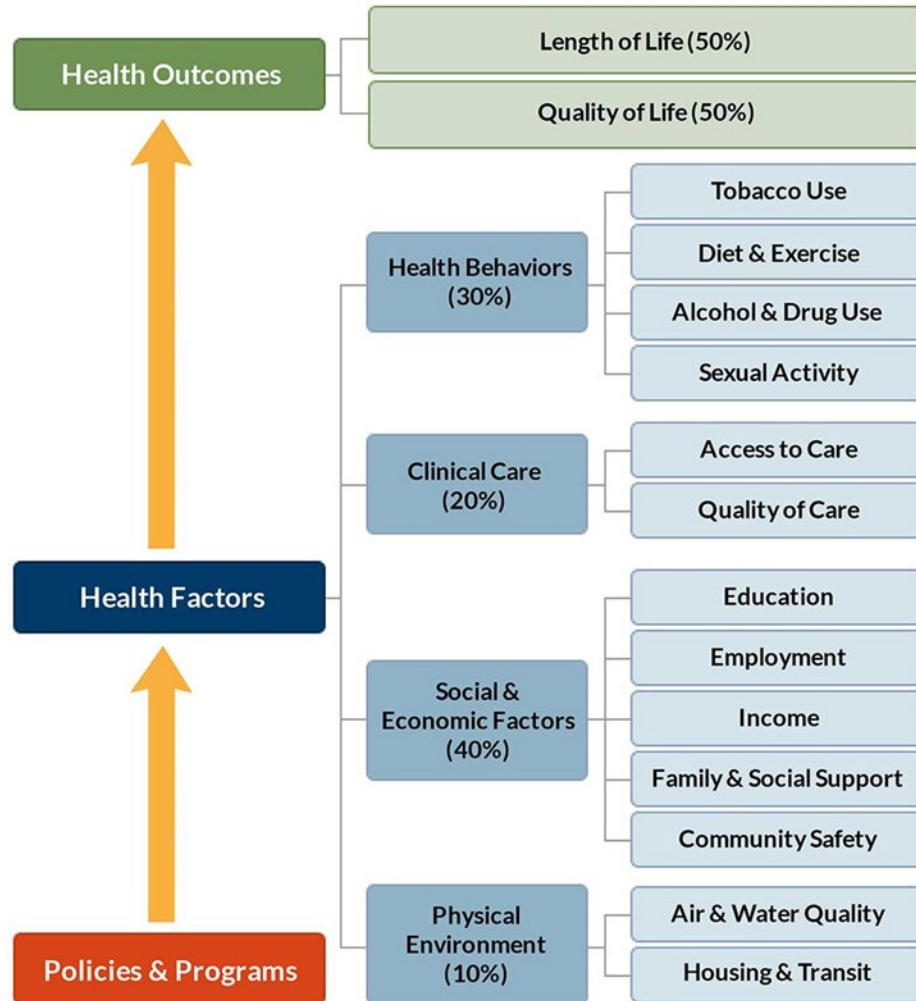 Health Outcomes
Length of Life (50%)
Quality of Life (50%)
Health Factors
Health Behaviors
(30%)
Tobacco Use
Diet & Exercise
Alcohol & Drug Use
Sexual Activity
Clinical Care
(20%)
Access to Care
Quality of Care
Social &
Economic Factors
(40%)
Education
Employment
Income
Family & Social Support
Community Safety
Physical
Environment
(10%)
Air & Water Quality
Housing & Transit
Policies & Programs